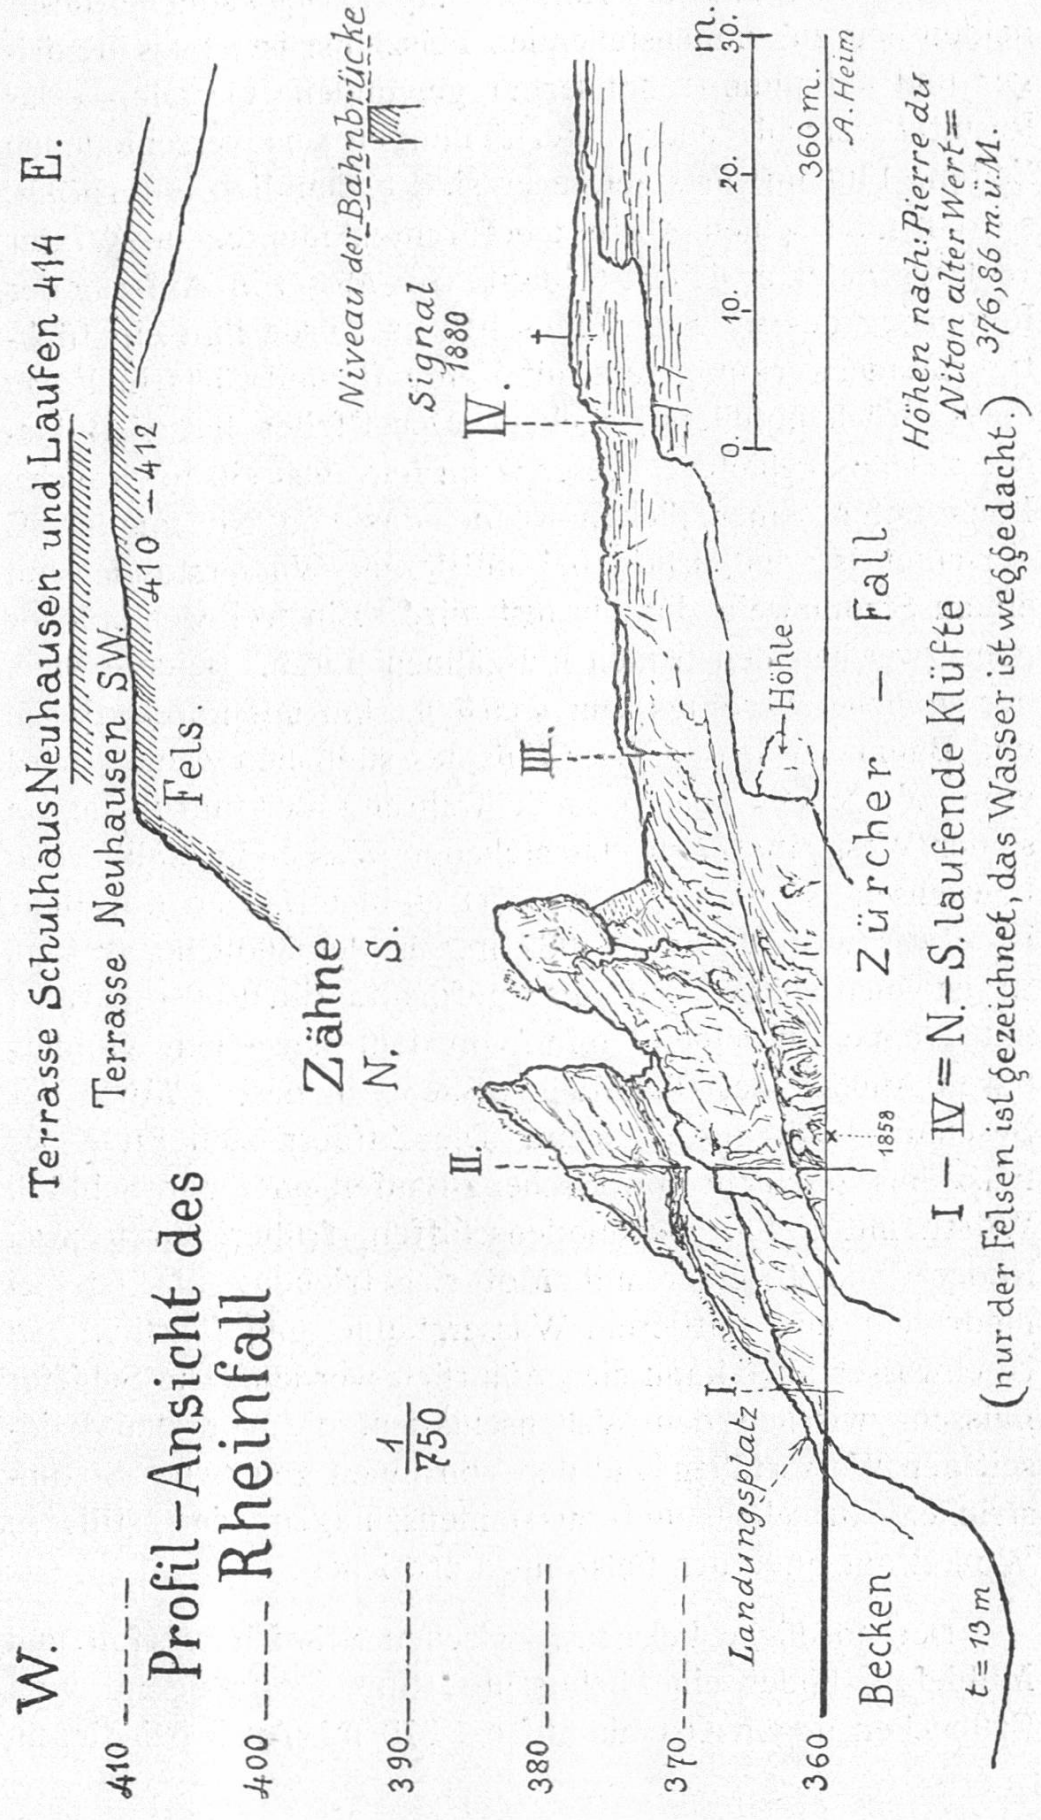 W.
Terrasse Schulhaus Neuhausen und Laufen 414 E.
Terrasse Neuhausen SW.
410 – 412
Fels.
Profil–Ansicht des
Rheinfall
1/750
Zähne
N. S.
Niveau der Bahnbrücke
Signal
1880
I.
II.
III.
IV.
410
400
390
380
370
360
Landungsplatz
Höhle
0. 10. 20. 30.
m.
360 m.
A. Heim
Becken
t = 13 m
1858
Zürcher – Fall
I – IV = N.–S. laufende Klüfte
(nur der Felsen ist gezeichnet, das Wasser ist weggedacht.)
Höhen nach: Pierre du
Niton alter Wert =
376,86 m. ü. M.